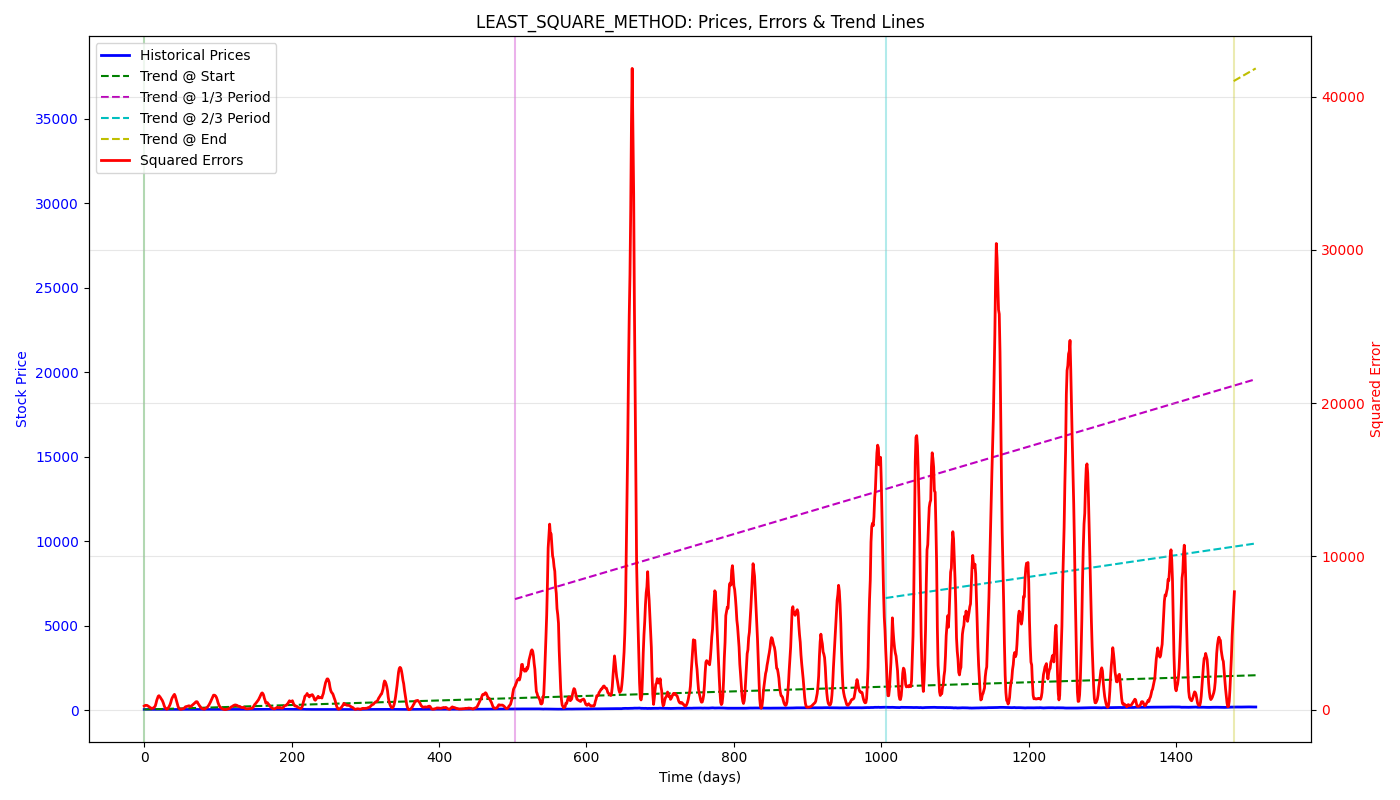 LEAST_SQUARE_METHOD: Prices, Errors & Trend Lines
Historical Prices
Trend @ Start
Trend @ 1/3 Period
Trend @ 2/3 Period
Trend @ End
Squared Errors
Stock Price
35000
30000
25000
20000
15000
10000
5000
0
40000
30000
20000
10000
0
Squared Error
0 200 400 600 800 1000 1200 1400
Time (days)